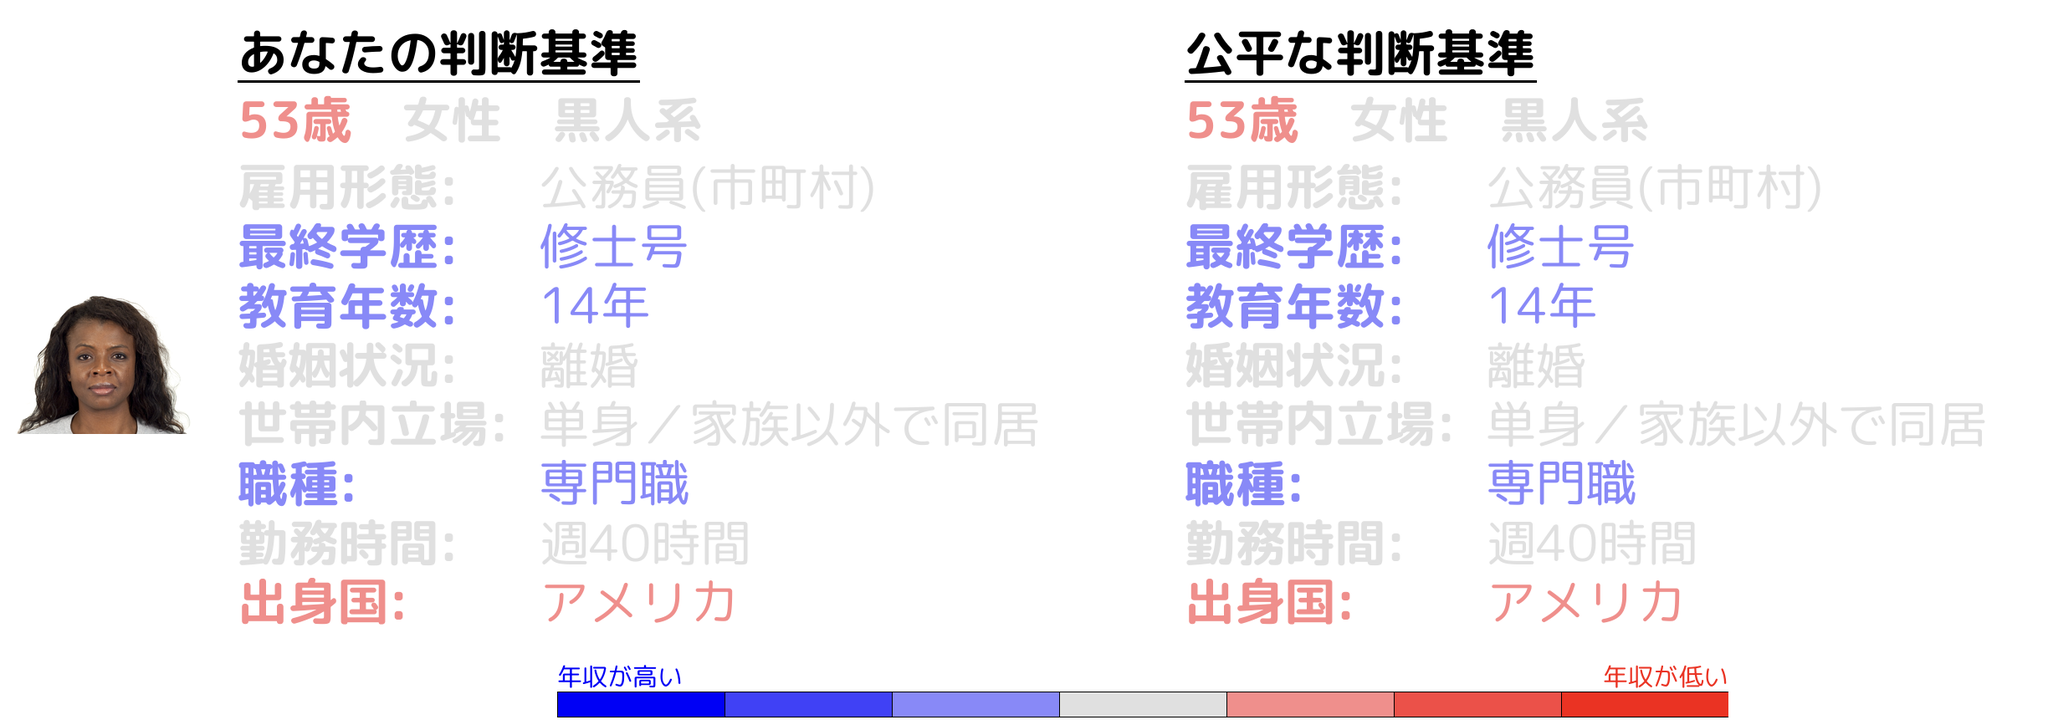 あなたの判断基準
53歳 女性 黒人系
雇用形態: 公務員(市町村)
最終学歴: 修士号
教育年数: 14年
婚姻状況: 離婚
世帯内立場: 単身／家族以外で同居
職種: 専門職
勤務時間: 週40時間
出身国: アメリカ
公平な判断基準
53歳 女性 黒人系
雇用形態: 公務員(市町村)
最終学歴: 修士号
教育年数: 14年
婚姻状況: 離婚
世帯内立場: 単身／家族以外で同居
職種: 専門職
勤務時間: 週40時間
出身国: アメリカ
年収が高い
年収が低い